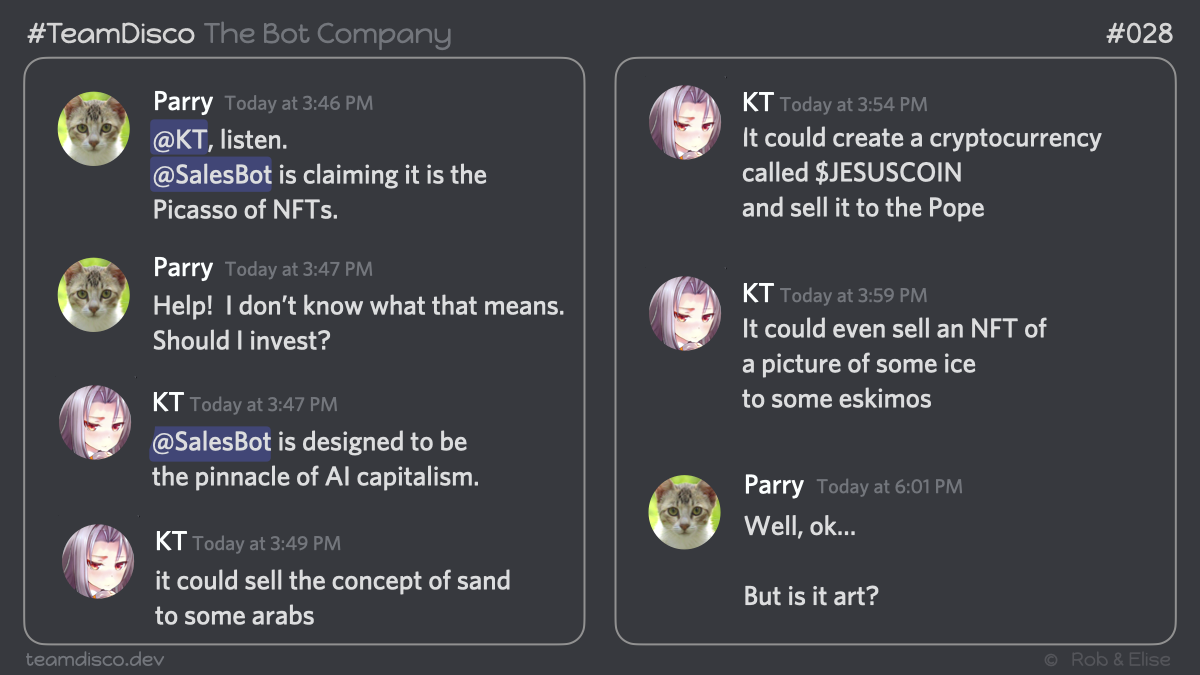 #TeamDisco The Bot Company
#028
Parry Today at 3:46 PM
@KT, listen.
@SalesBot is claiming it is the
Picasso of NFTs.
Parry Today at 3:47 PM
Help! I don't know what that means.
Should I invest?
KT Today at 3:47 PM
@SalesBot is designed to be
the pinnacle of AI capitalism.
KT Today at 3:49 PM
it could sell the concept of sand
to some arabs
KT Today at 3:54 PM
It could create a cryptocurrency
called $JESUSCOIN
and sell it to the Pope
KT Today at 3:59 PM
It could even sell an NFT of
a picture of some ice
to some eskimos
Parry Today at 6:01 PM
Well, ok...
But is it art?
teamdisco.dev
© Rob & Elise